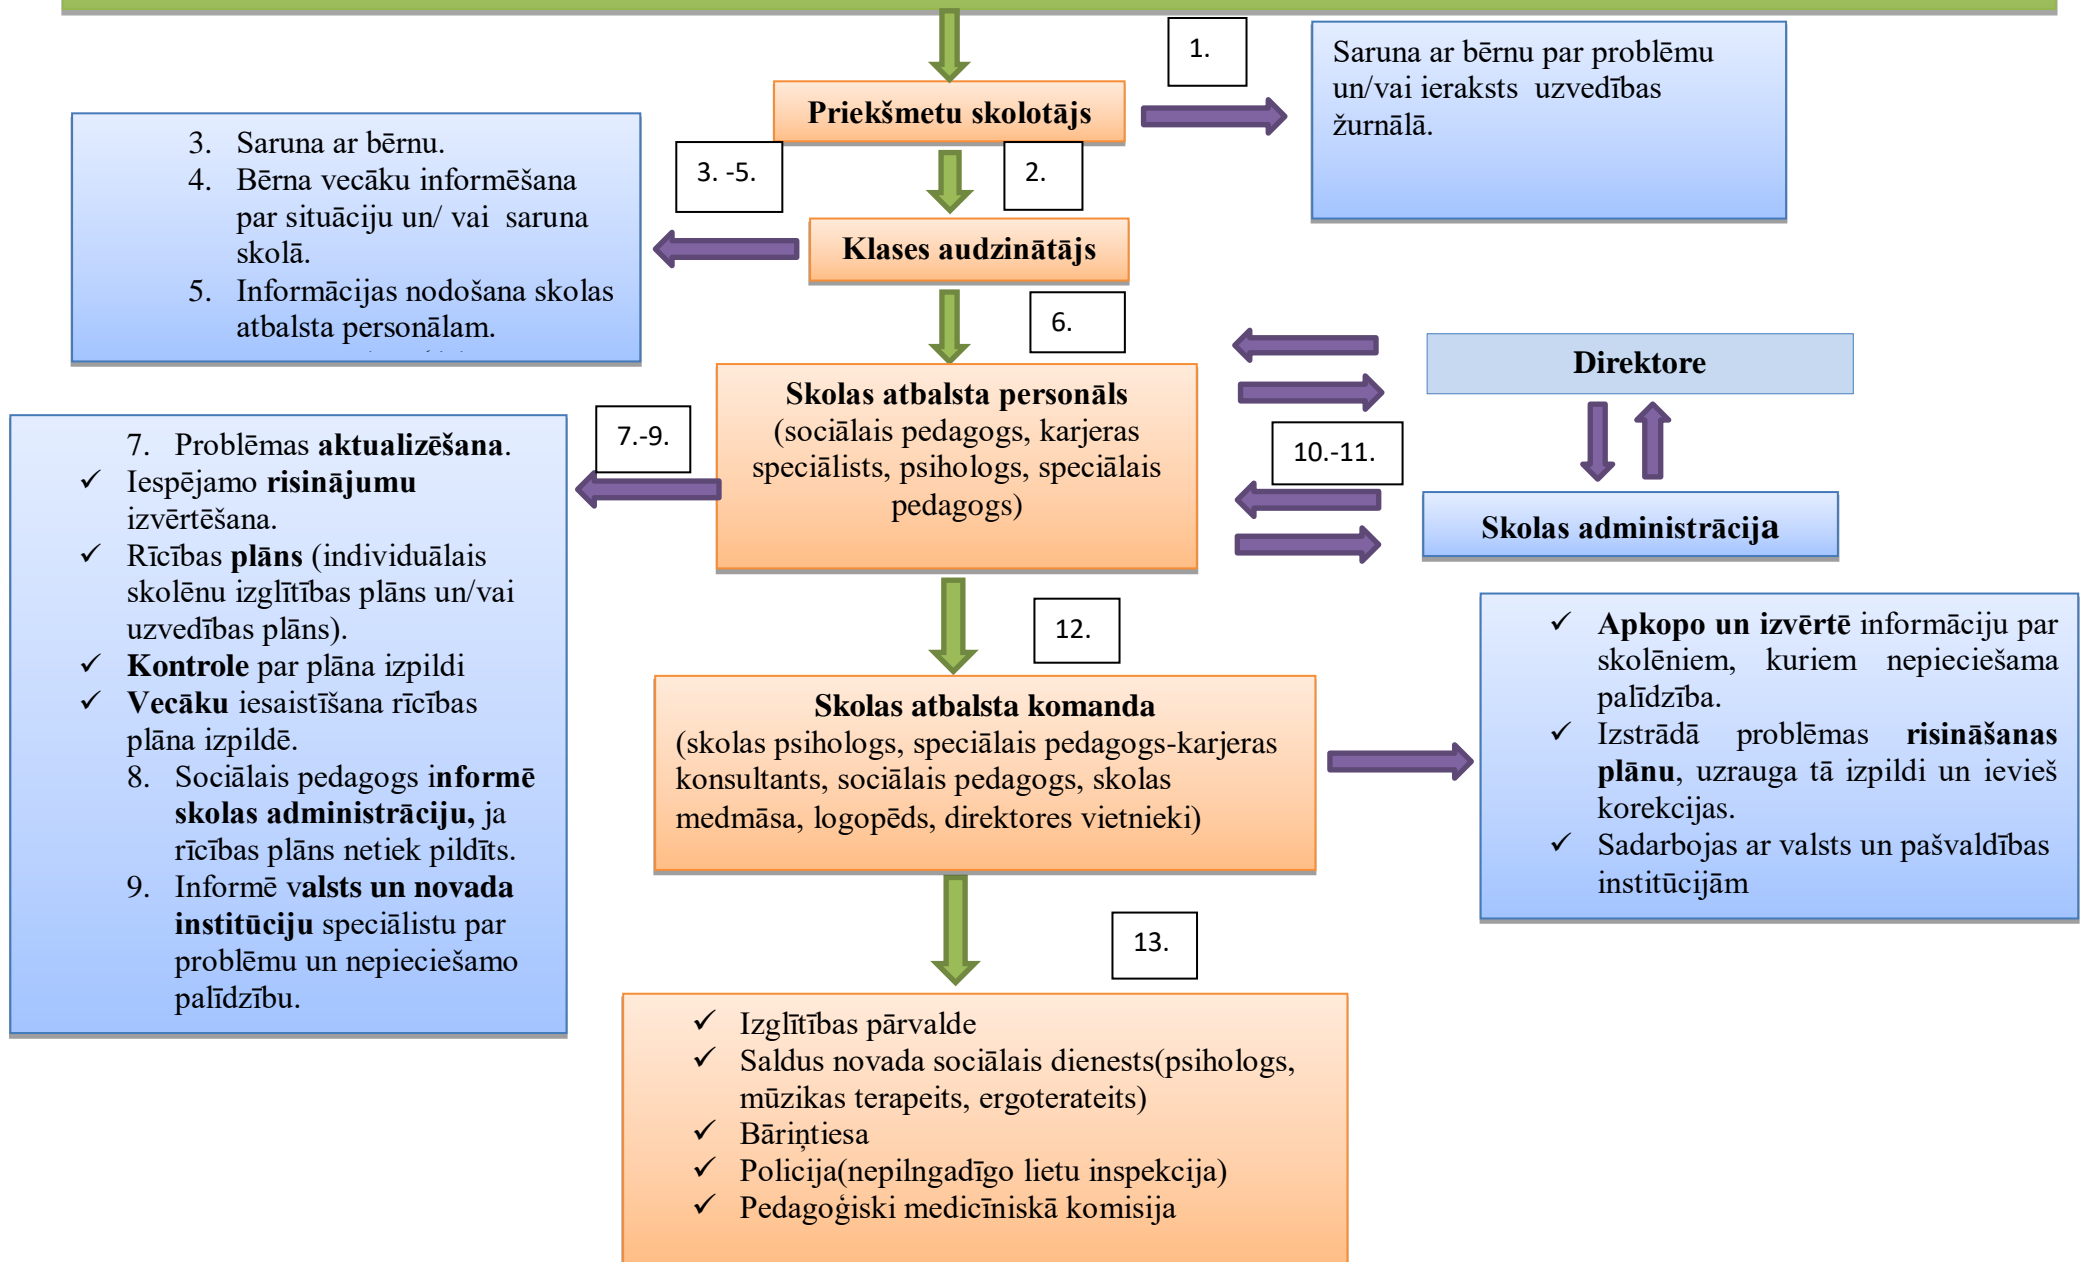 1.
Saruna ar bērnu par problēmu
un/vai ieraksts uzvedības
žurnālā.
Priekšmetu skolotājs
3. Saruna ar bērnu.
4. Bērna vecāku informēšana
par situāciju un/ vai saruna
skolā.
5. Informācijas nodošana skolas
atbalsta personālam.
3. -5.
2.
Klases audzinātājs
6.
Direktore
Skolas atbalsta personāls
(sociālais pedagogs, karjeras
speciālists, psihologs, speciālais
pedagogs)
7.-9.
10.-11.
Skolas administrācija
7. Problēmas aktualizēšana.
✓ Iespējamo risinājumu
izvērtēšana.
✓ Rīcības plāns (individuālais
skolēnu izglītības plāns un/vai
uzvedības plāns).
✓ Kontrole par plāna izpildi
✓ Vecāku iesaistīšana rīcības
plāna izpildē.
8. Sociālais pedagogs informē
skolas administrāciju, ja
rīcības plāns netiek pildīts.
9. Informē valsts un novada
institūciju speciālistu par
problēmu un nepieciešamo
palīdzību.
12.
Skolas atbalsta komanda
(skolas psihologs, speciālais pedagogs-karjeras
konsultants, sociālais pedagogs, skolas
medmāsa, logopēds, direktores vietnieki)
✓ Apkopo un izvērtē informāciju par
skolēniem, kuriem nepieciešama
palīdzība.
✓ Izstrādā problēmas risināšanas
plānu, uzrauga tā izpildi un ievieš
korekcijas.
✓ Sadarbojas ar valsts un pašvaldības
institūcijām
13.
✓ Izglītības pārvalde
✓ Saldus novada sociālais dienests(psihologs,
mūzikas terapeits, ergoterateits)
✓ Bāriņtiesa
✓ Policija(nepilngadīgo lietu inspekcija)
✓ Pedagoģiski medicīniskā komisija